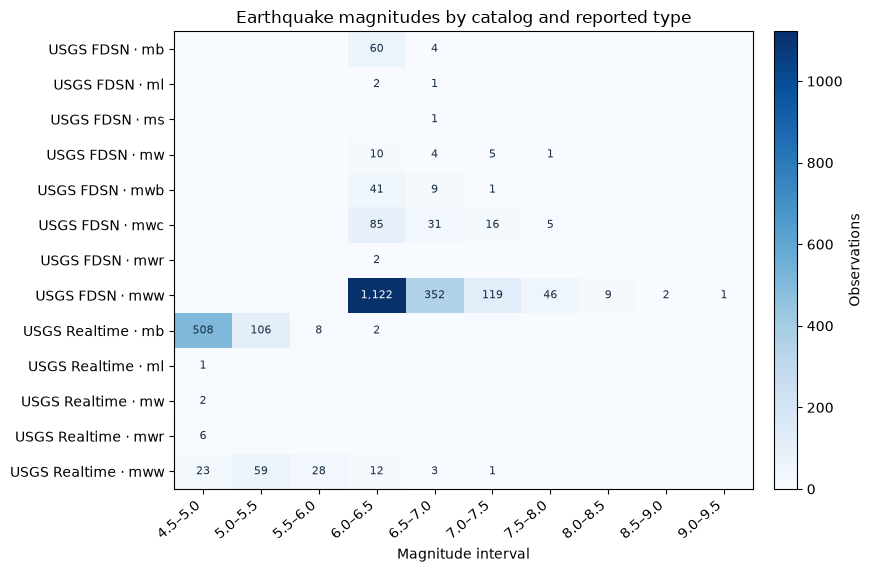 Earthquake magnitudes by catalog and reported type
USGS FDSN · mb 60 4
USGS FDSN · ml 2 1
USGS FDSN · ms 1
USGS FDSN · mw 10 4 5 1
USGS FDSN · mwb 41 9 1
USGS FDSN · mwc 85 31 16 5
USGS FDSN · mwr 2
USGS FDSN · mww 1,122 352 119 46 9 2 1
USGS Realtime · mb 508 106 8 2
USGS Realtime · ml 1
USGS Realtime · mw 2
USGS Realtime · mwr 6
USGS Realtime · mww 23 59 28 12 3 1
4.5–5.0 5.0–5.5 5.5–6.0 6.0–6.5 6.5–7.0 7.0–7.5 7.5–8.0 8.0–8.5 8.5–9.0 9.0–9.5
Magnitude interval
1000
800
600
400
200
0
Observations